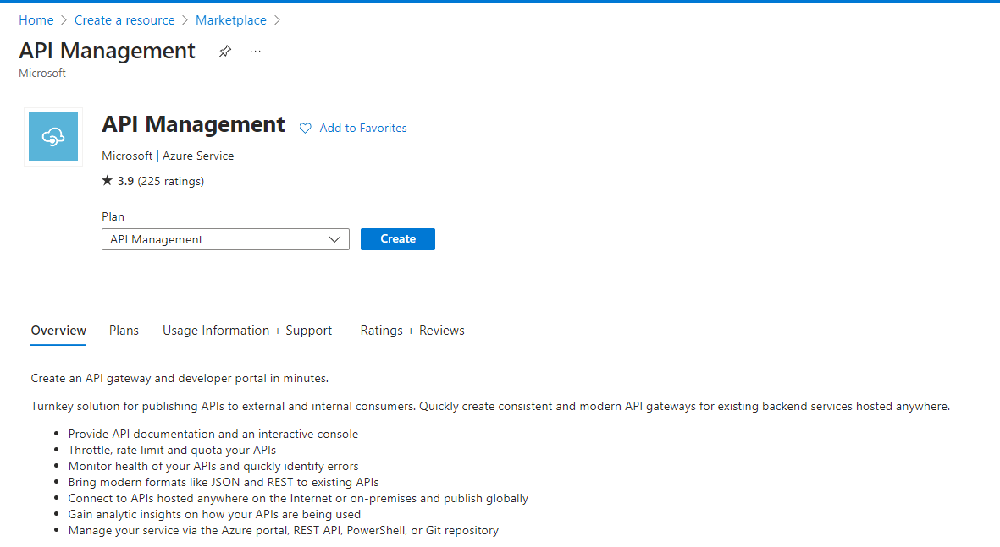 Home > Create a resource > Marketplace >
API Management ...
Microsoft
API Management Add to Favorites
Microsoft | Azure Service
★ 3.9 (225 ratings)
Plan
API Management Create
Overview Plans Usage Information + Support Ratings + Reviews
Create an API gateway and developer portal in minutes.
Turnkey solution for publishing APIs to external and internal consumers. Quickly create consistent and modern API gateways for existing backend services hosted anywhere.
• Provide API documentation and an interactive console
• Throttle, rate limit and quota your APIs
• Monitor health of your APIs and quickly identify errors
• Bring modern formats like JSON and REST to existing APIs
• Connect to APIs hosted anywhere on the Internet or on-premises and publish globally
• Gain analytic insights on how your APIs are being used
• Manage your service via the Azure portal, REST API, PowerShell, or Git repository